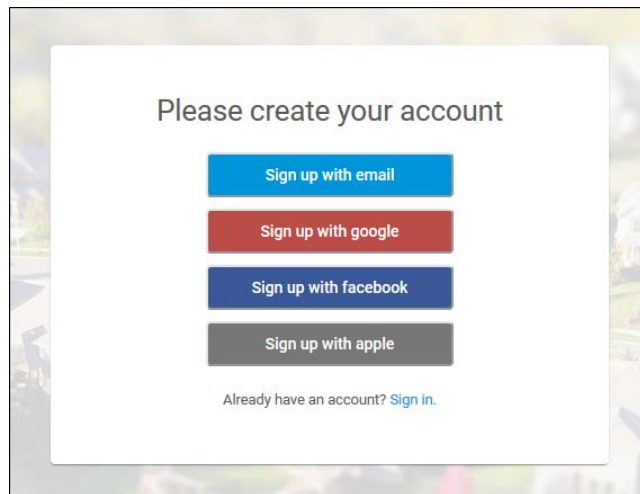 Please create your account
Sign up with email
Sign up with google
Sign up with facebook
Sign up with apple
Already have an account? Sign in.